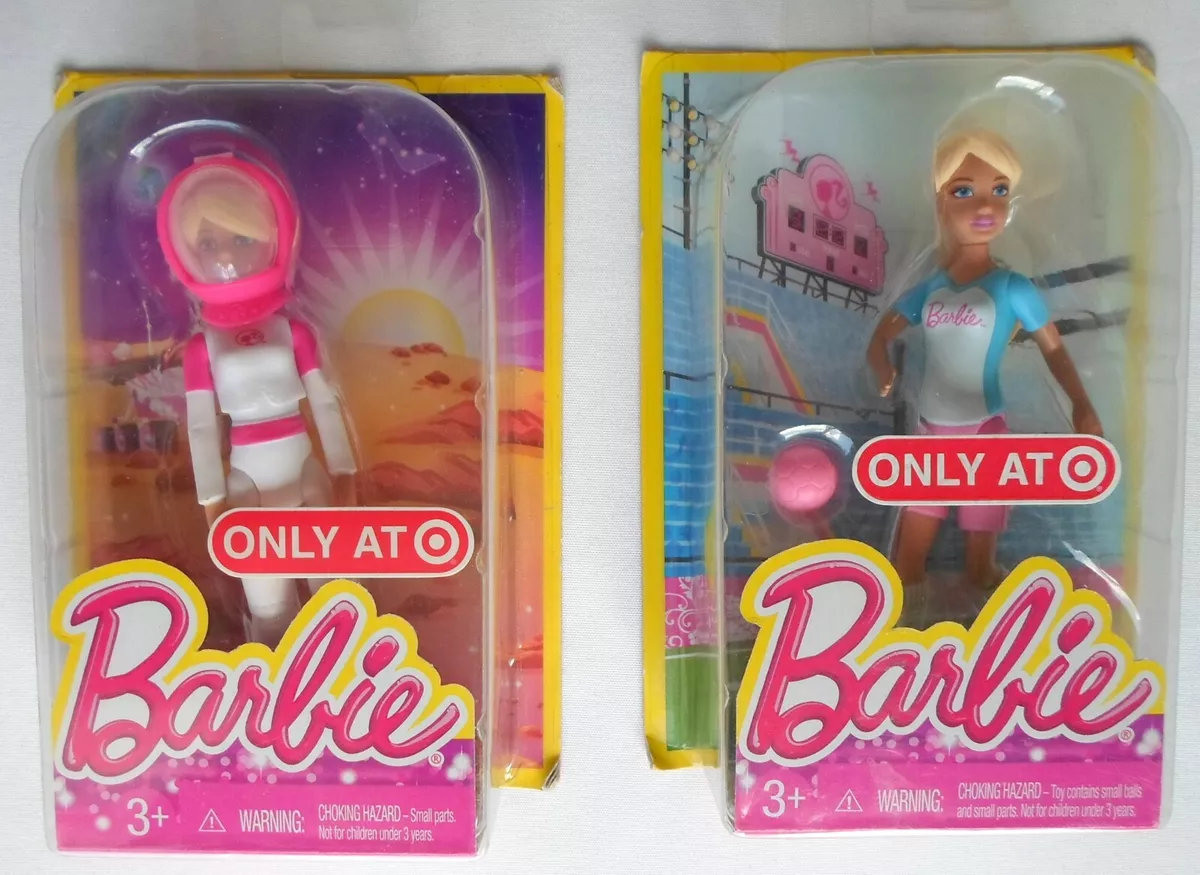 ONLY AT
Barbie®
3+ WARNING: CHOKING HAZARD – Small parts.
Not for children under 3 years.
Barbie
ONLY AT
Barbie®
3+ WARNING: CHOKING HAZARD – Toy contains small balls
and small parts. Not for children under 3 years.